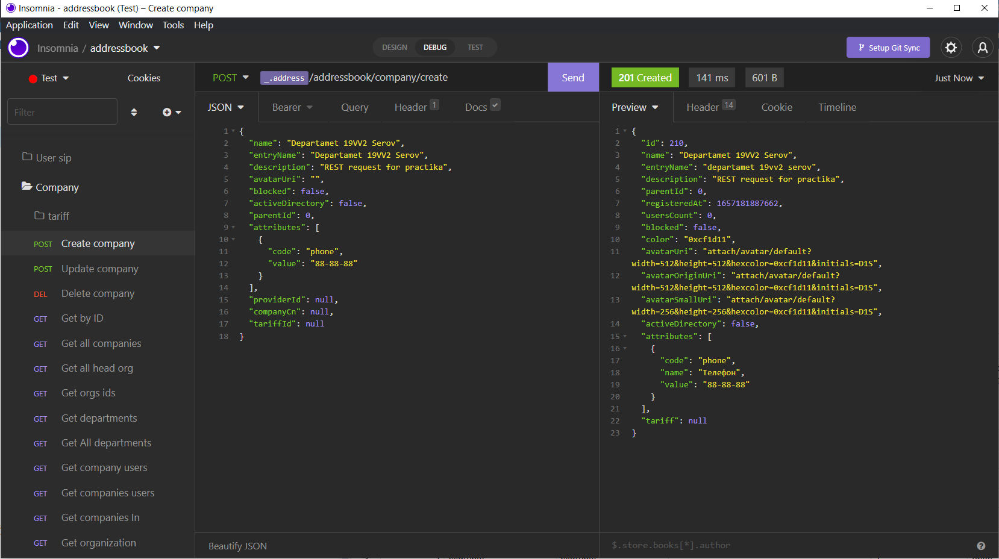 Insomnia - addressbook (Test) – Create company
Application Edit View Window Tools Help
Insomnia / addressbook
DESIGN DEBUG TEST
Setup Git Sync
Test
Cookies
Filter
User sip
Company
tariff
POST Create company
POST Update company
DEL Delete company
GET Get by ID
GET Get all companies
GET Get all head org
GET Get orgs ids
GET Get departments
GET Get All departments
GET Get company users
GET Get companies users
GET Get companies In
GET Get organization
POST _.address /addressbook/company/create
Send
JSON Bearer Query Header 1 Docs
1 {
2 "name": "Departamet 19VV2 Serov",
3 "entryName": "Departamet 19VV2 Serov",
4 "description": "REST request for practika",
5 "avatarUri": "",
6 "blocked": false,
7 "activeDirectory": false,
8 "parentId": 0,
9 "attributes": [
10 {
11 "code": "phone",
12 "value": "88-88-88"
13 }
14 ],
15 "providerId": null,
16 "companyCn": null,
17 "tariffId": null
18 }
Beautify JSON
201 Created 141 ms 601 B
Just Now
Preview Header 14 Cookie Timeline
1 {
2 "id": 210,
3 "name": "Departamet 19VV2 Serov",
4 "entryName": "departamet 19vv2 serov",
5 "description": "REST request for practika",
6 "parentId": 0,
7 "registeredAt": 1657181887662,
8 "usersCount": 0,
9 "blocked": false,
10 "color": "0xcf1d11",
11 "avatarUri": "attach/avatar/default?
width=512&height=512&hexcolor=0xcf1d11&initials=D1S",
12 "avatarOriginUri": "attach/avatar/default?
width=512&height=512&hexcolor=0xcf1d11&initials=D1S",
13 "avatarSmallUri": "attach/avatar/default?
width=256&height=256&hexcolor=0xcf1d11&initials=D1S",
14 "activeDirectory": false,
15 "attributes": [
16 {
17 "code": "phone",
18 "name": "Телефон",
19 "value": "88-88-88"
20 }
21 ],
22 "tariff": null
23 }
$.store.books[*].author